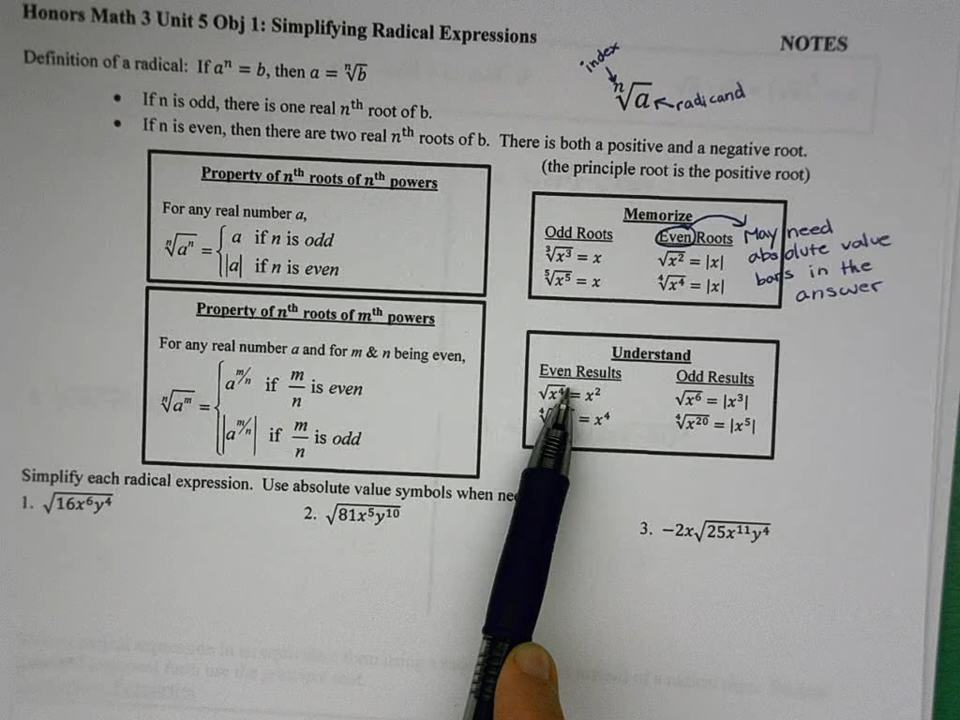 Honors Math 3 Unit 5 Obj 1: Simplifying Radical Expressions
NOTES
Definition of a radical: If aⁿ = b, then a = ⁿ√b
index
ⁿ√a ← radicand
• If n is odd, there is one real nᵗʰ root of b.
• If n is even, then there are two real nᵗʰ roots of b. There is both a positive and a negative root.
(the principle root is the positive root)
Property of nᵗʰ roots of nᵗʰ powers
For any real number a,
ⁿ√aⁿ = { a if n is odd
|a| if n is even
Memorize
Odd Roots Even Roots
³√x³ = x √x² = |x|
⁵√x⁵ = x ⁴√x⁴ = |x|
May need
absolute value
bars in the
answer
Property of nᵗʰ roots of mᵗʰ powers
For any real number a and for m & n being even,
ⁿ√aᵐ = { a^(m/n) if m/n is even
|a^(m/n)| if m/n is odd
Understand
Even Results Odd Results
√x⁴ = x² √x⁶ = |x³|
= x⁴ ⁴√x²⁰ = |x⁵|
Simplify each radical expression. Use absolute value symbols when
1. √16x⁶y⁴
2. √81x⁵y¹⁰
3. −2x√25x¹¹y⁴